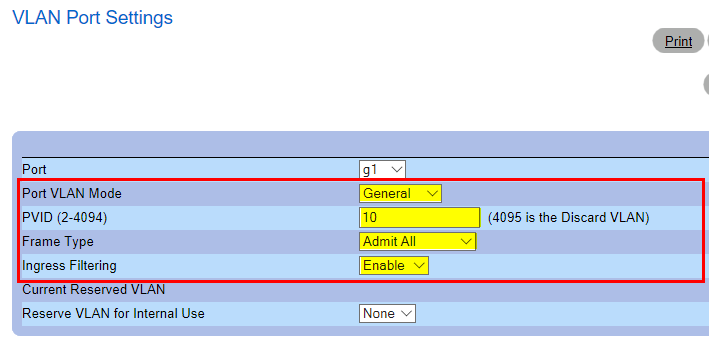 VLAN Port Settings
Print
Port g1
Port VLAN Mode General
PVID (2-4094) 10 (4095 is the Discard VLAN)
Frame Type Admit All
Ingress Filtering Enable
Current Reserved VLAN
Reserve VLAN for Internal Use None